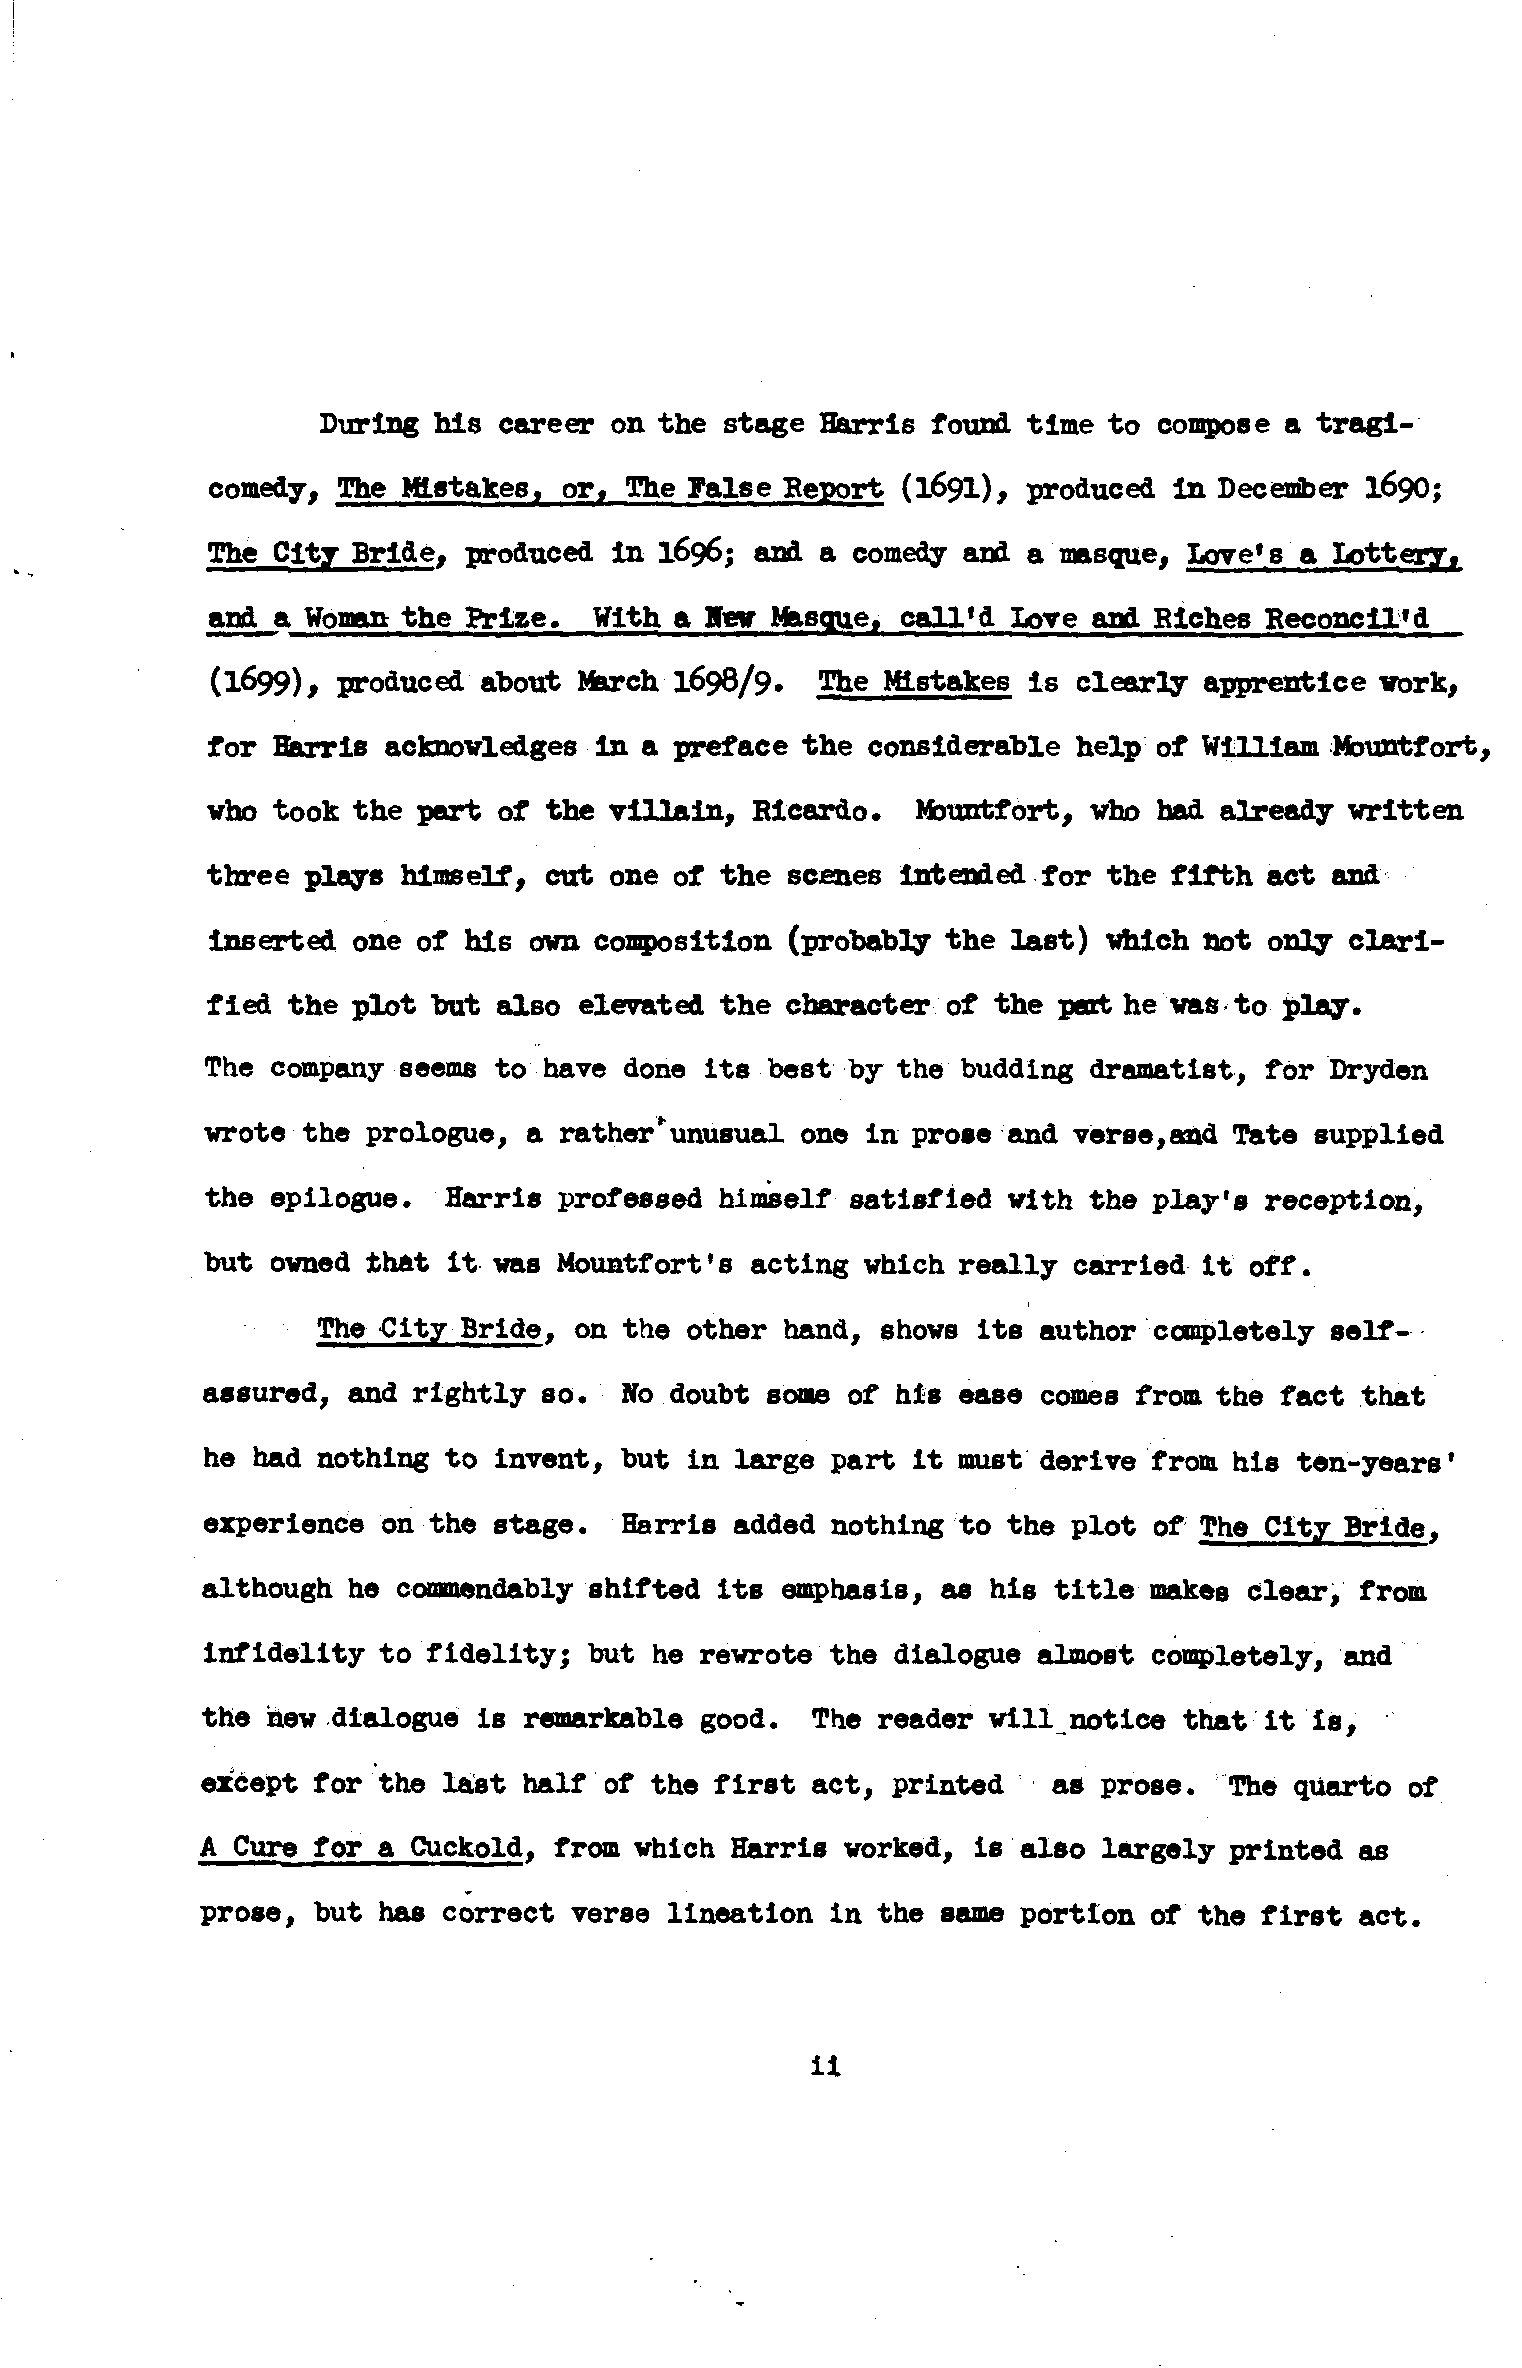 During his career on the stage Harris found time to compose a tragi-
comedy, The Mistakes, or, The False Report (1691), produced in December 1690;
The City Bride, produced in 1696; and a comedy and a masque, Love's a Lottery,
and a Woman the Prize. With a New Masque, call'd Love and Riches Reconcil'd
(1699), produced about March 1698/9. The Mistakes is clearly apprentice work,
for Harris acknowledges in a preface the considerable help of William Mountfort,
who took the part of the villain, Ricardo. Mountfort, who had already written
three plays himself, cut one of the scenes intended for the fifth act and
inserted one of his own composition (probably the last) which not only clari-
fied the plot but also elevated the character of the part he was to play.
The company seems to have done its best by the budding dramatist, for Dryden
wrote the prologue, a rather unusual one in prose and verse,and Tate supplied
the epilogue. Harris professed himself satisfied with the play's reception,
but owned that it was Mountfort's acting which really carried it off.
The City Bride, on the other hand, shows its author completely self-
assured, and rightly so. No doubt some of his ease comes from the fact that
he had nothing to invent, but in large part it must derive from his ten-years'
experience on the stage. Harris added nothing to the plot of The City Bride,
although he commendably shifted its emphasis, as his title makes clear, from
infidelity to fidelity; but he rewrote the dialogue almost completely, and
the new dialogue is remarkable good. The reader will notice that it is,
except for the last half of the first act, printed as prose. The quarto of
A Cure for a Cuckold, from which Harris worked, is also largely printed as
prose, but has correct verse lineation in the same portion of the first act.
ii